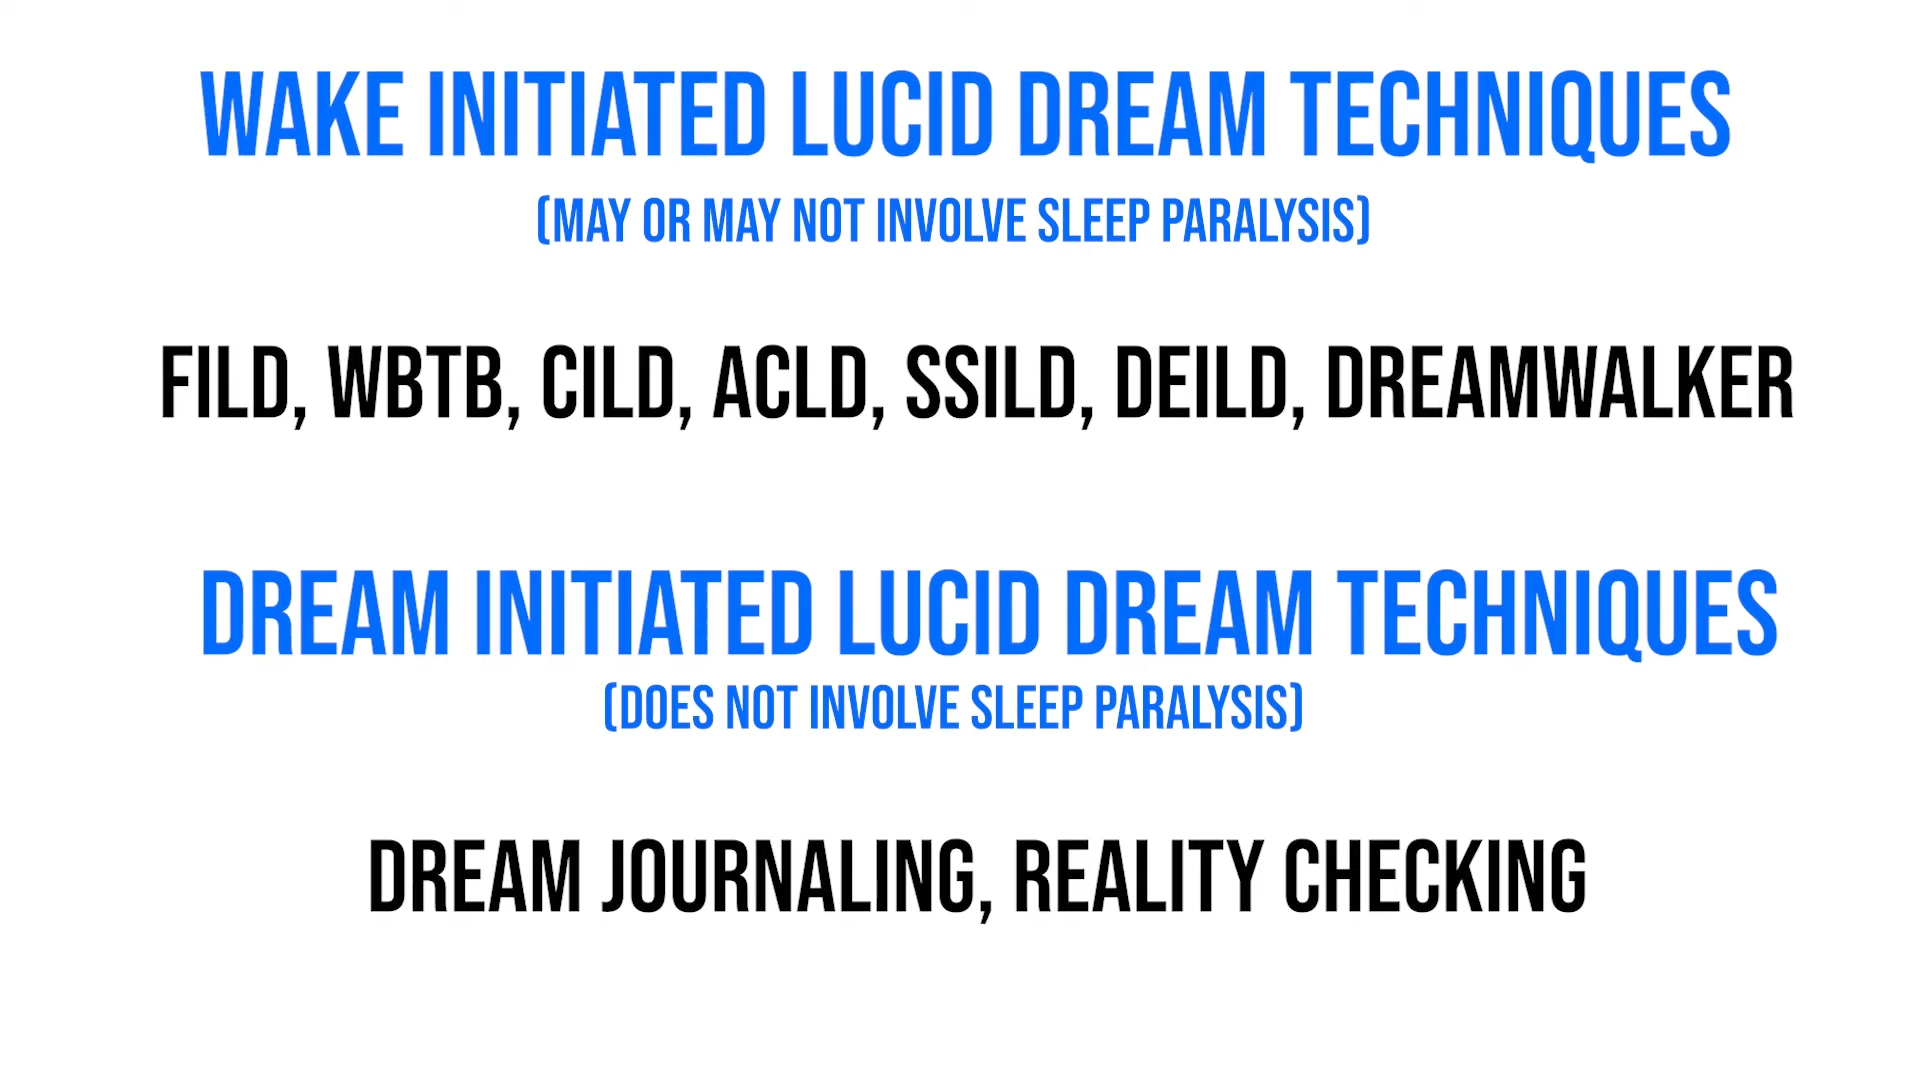 WAKE INITIATED LUCID DREAM TECHNIQUES
(MAY OR MAY NOT INVOLVE SLEEP PARALYSIS)
FILD, WBTB, CILD, ACLD, SSILD, DEILD, DREAMWALKER
DREAM INITIATED LUCID DREAM TECHNIQUES
(DOES NOT INVOLVE SLEEP PARALYSIS)
DREAM JOURNALING, REALITY CHECKING